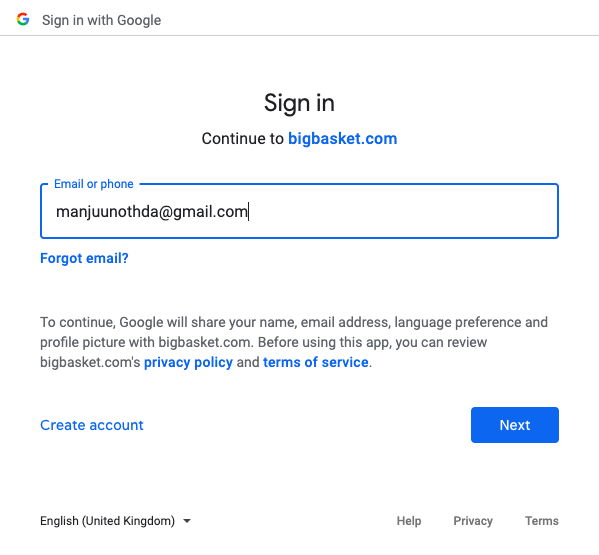 Sign in with Google
Sign in
Continue to bigbasket.com
Email or phone
manjuunothda@gmail.com
Forgot email?
To continue, Google will share your name, email address, language preference and
profile picture with bigbasket.com. Before using this app, you can review
bigbasket.com's privacy policy and terms of service.
Create account
Next
English (United Kingdom)
Help
Privacy
Terms